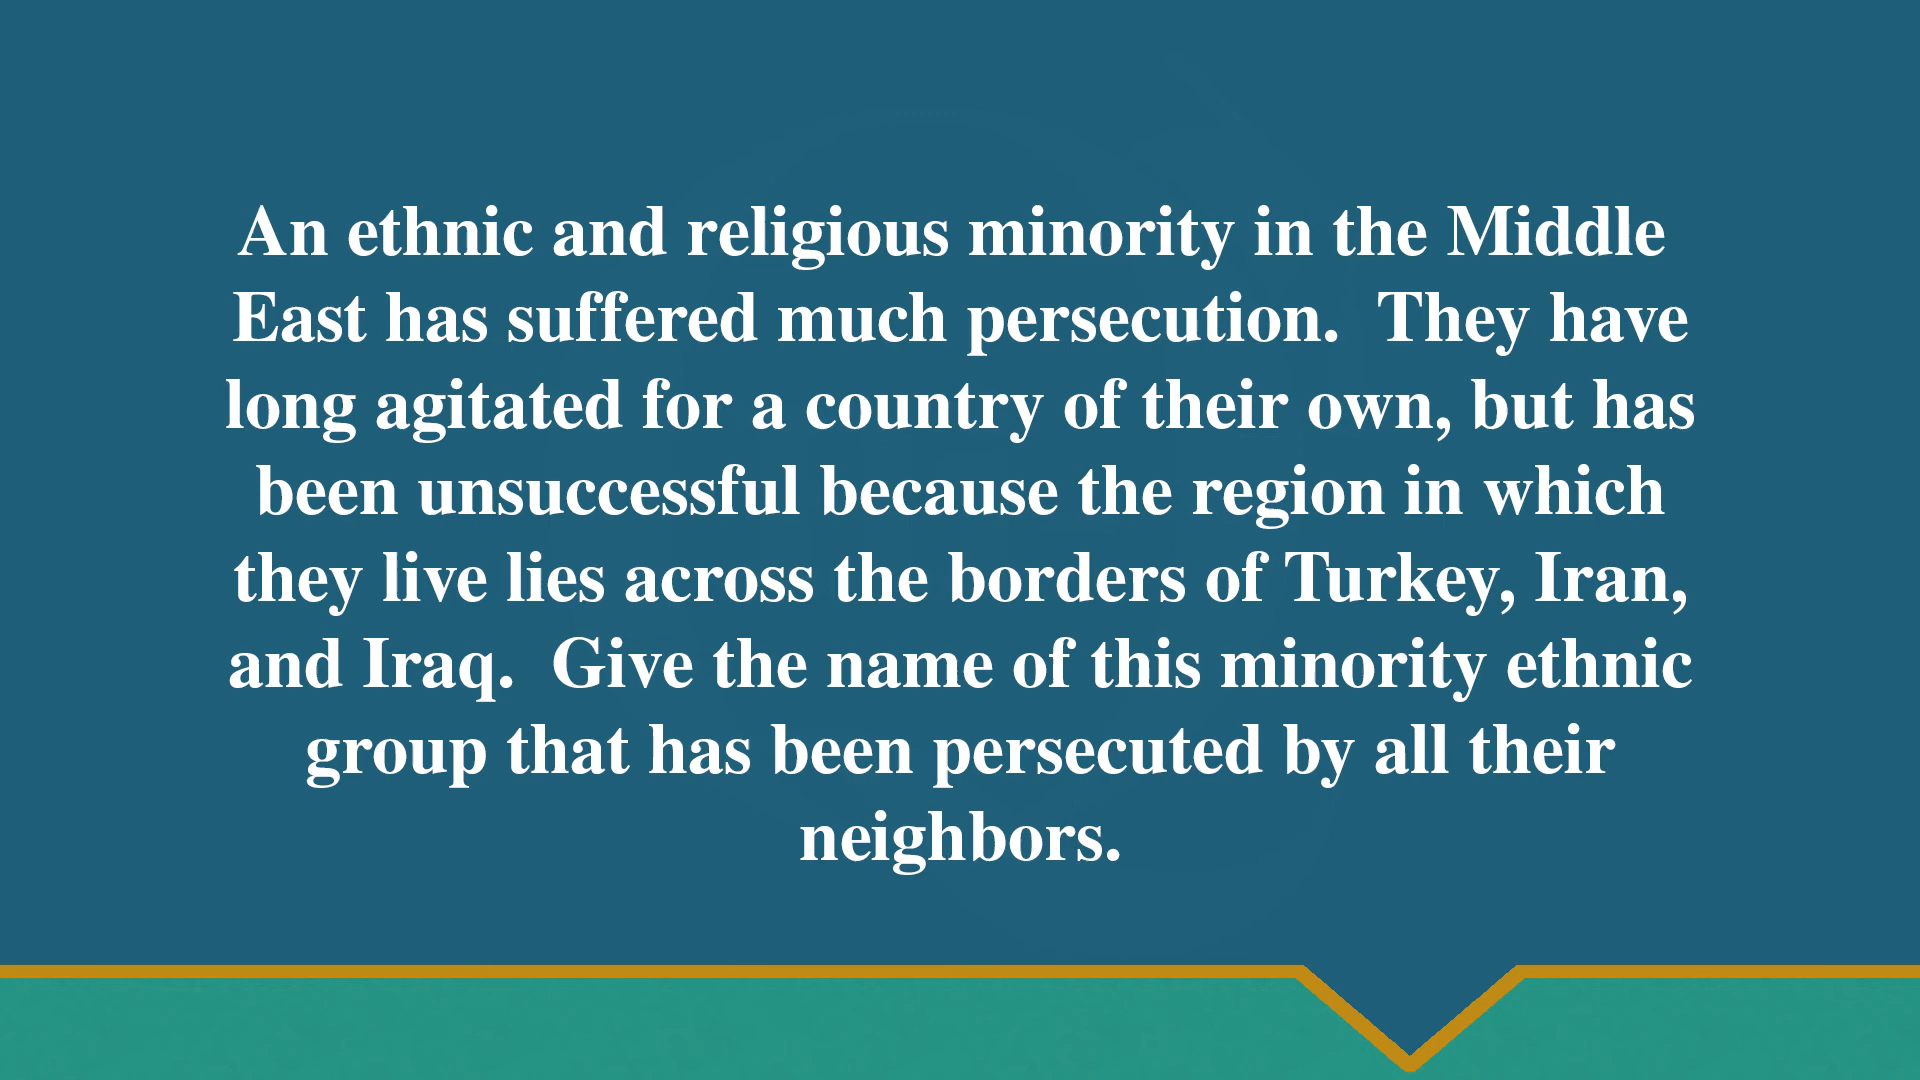 An ethnic and religious minority in the Middle
East has suffered much persecution.  They have
long agitated for a country of their own, but has
been unsuccessful because the region in which
they live lies across the borders of Turkey, Iran,
and Iraq.  Give the name of this minority ethnic
group that has been persecuted by all their
neighbors.